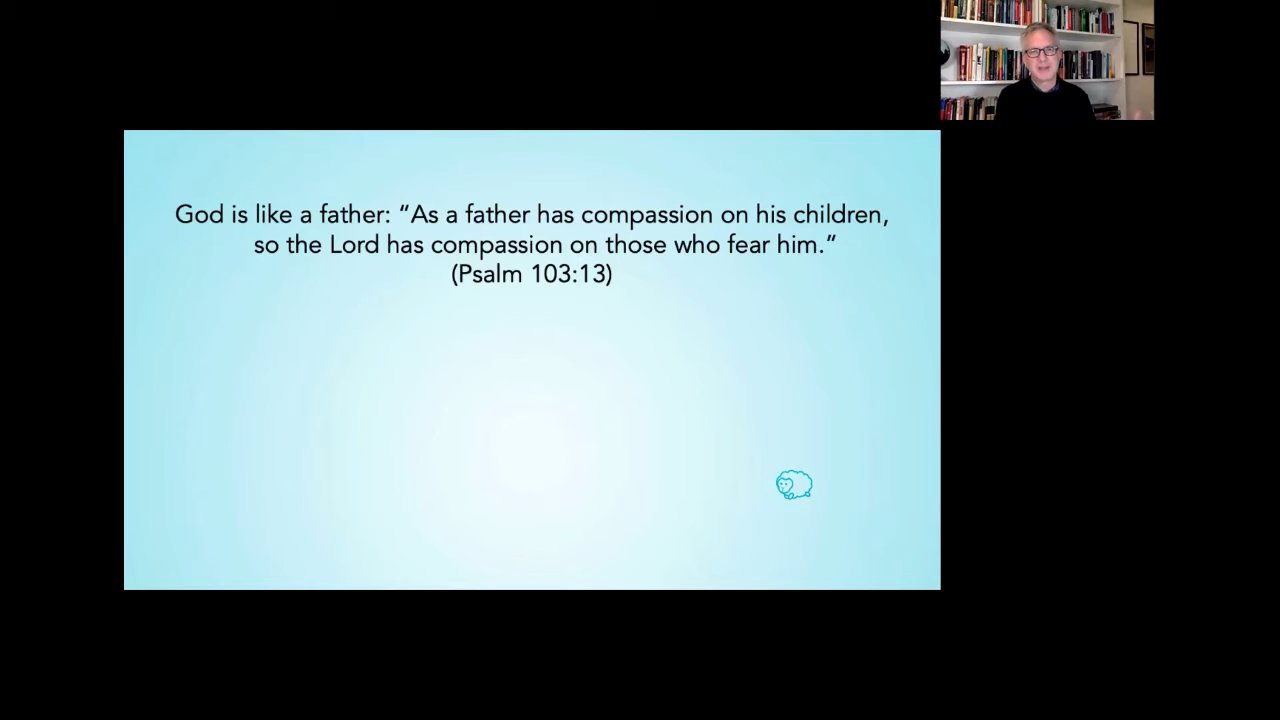 God is like a father: “As a father has compassion on his children,
so the Lord has compassion on those who fear him.”
(Psalm 103:13)